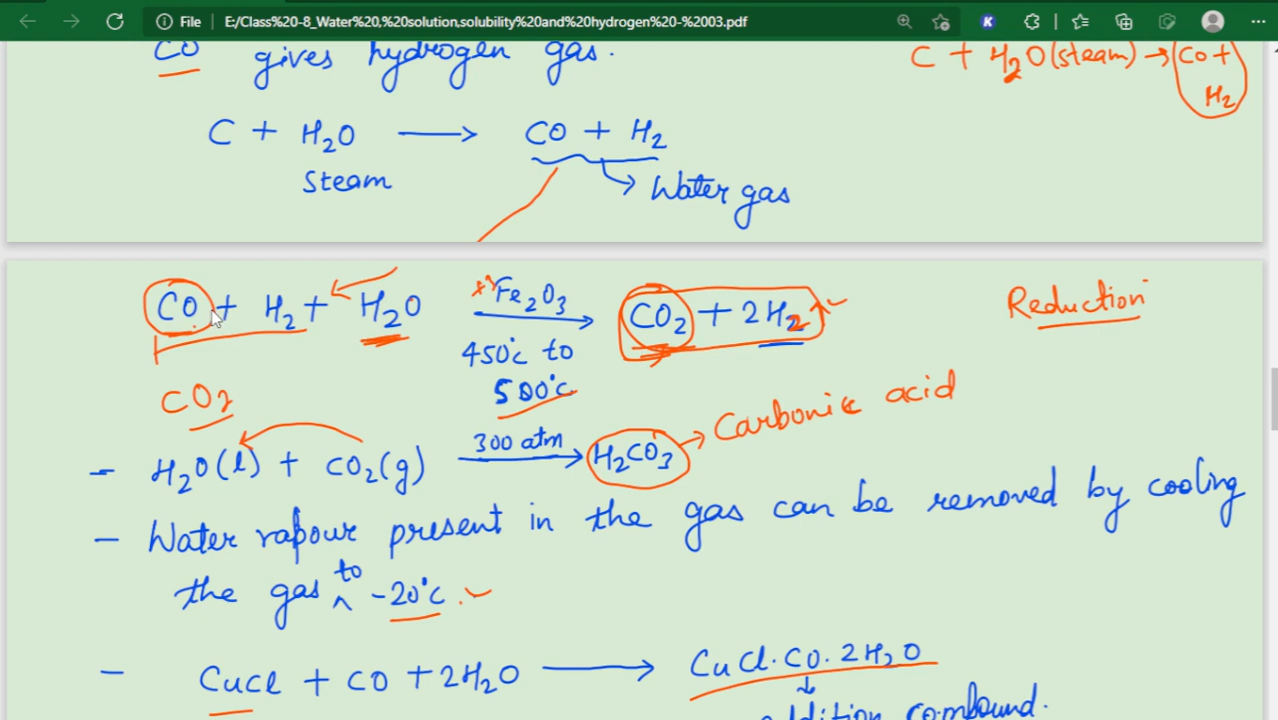 File | E:/Class%20-8_Water%20,%20solution,solubility%20and%20hydrogen%20-%2003.pdf
CO gives hydrogen gas.
C + H₂O (steam) → CO +
H₂
C + H₂O → CO + H₂
Steam
Water gas
CO + H₂ + H₂O Fe₂O₃ → CO₂ + 2H₂ ↑
450°C to
500°C
Reduction
CO₂
Carbonic acid
- H₂O(l) + CO₂(g) 300 atm → H₂CO₃
- Water vapour present in the gas can be removed by cooling
the gas to -20°C.
- CuCl + CO + 2H₂O → CuCl·CO·2H₂O
addition compound.